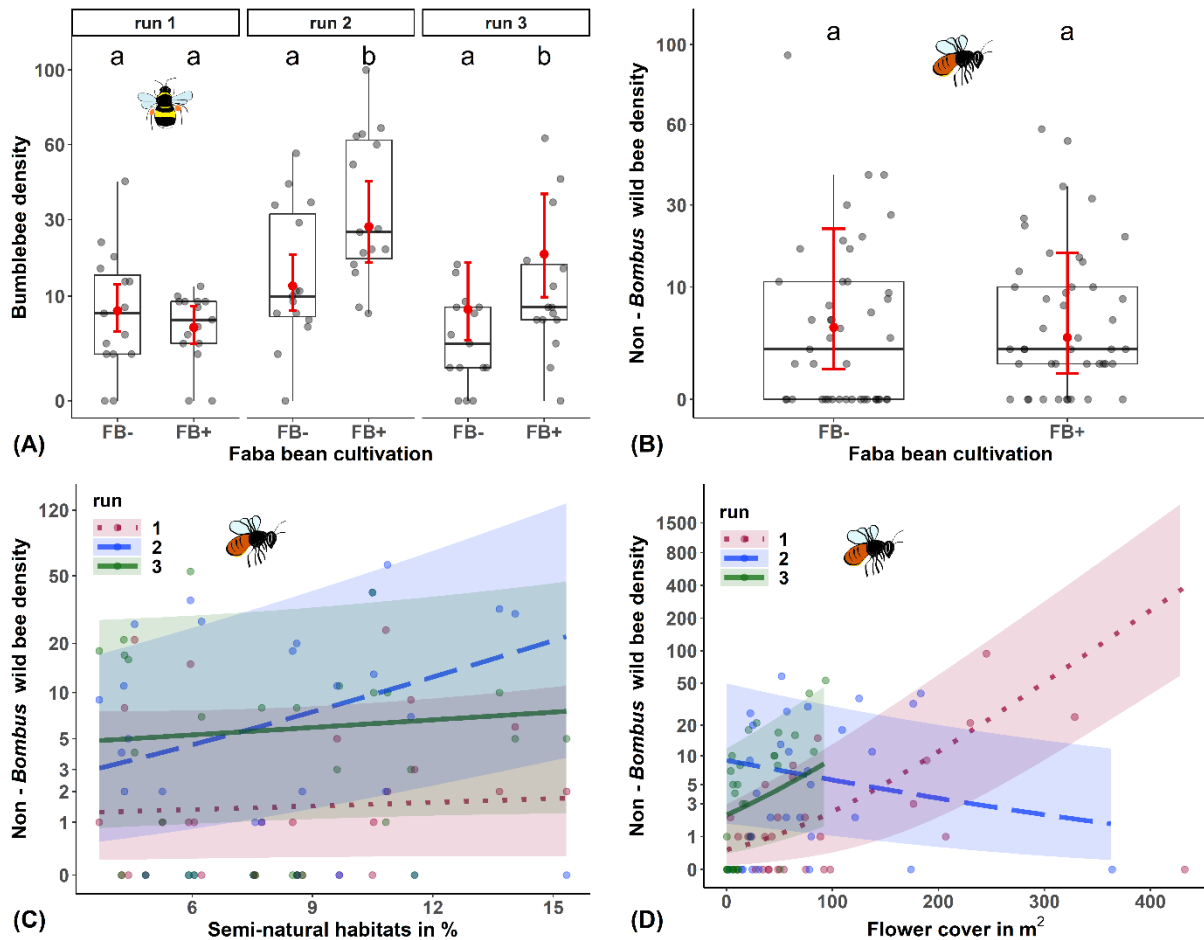 run 1 run 2 run 3
a a a b a b
Bumblebee density
100
60
30
10
0
FB- FB+ FB- FB+ FB- FB+
(A) Faba bean cultivation
a a
Non - Bombus wild bee density
100
60
30
10
0
FB- FB+
(B) Faba bean cultivation
run
1
2
3
Non - Bombus wild bee density
120
50
20
10
5
3
2
1
0
6 9 12 15
(C) Semi-natural habitats in %
run
1
2
3
Non - Bombus wild bee density
1500
800
400
200
100
50
20
10
5
3
1
0
0 100 200 300 400
(D) Flower cover in m²